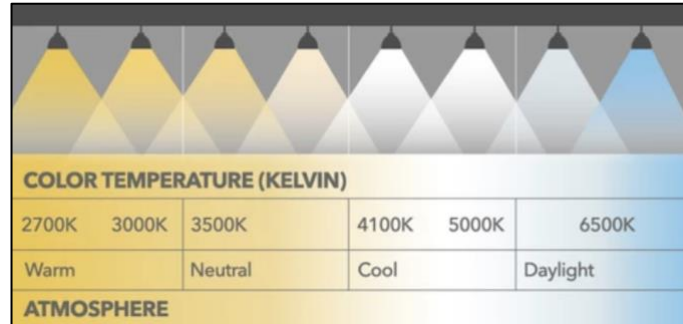 COLOR TEMPERATURE (KELVIN)
2700K 3000K 3500K 4100K 5000K 6500K
Warm Neutral Cool Daylight
ATMOSPHERE